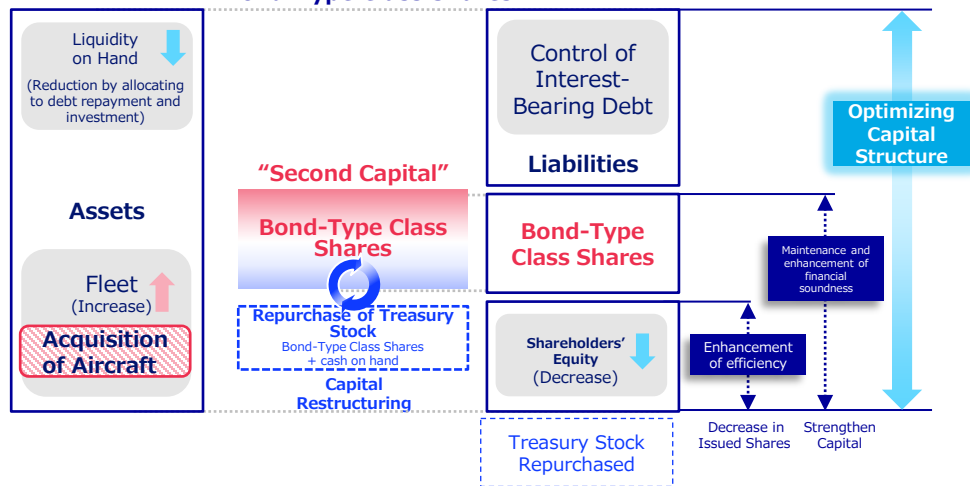 Liquidity
on Hand
(Reduction by allocating
to debt repayment and
investment)
Assets
Fleet
(Increase)
Acquisition
of Aircraft
“Second Capital”
Bond-Type Class
Shares
Repurchase of Treasury
Stock
Bond-Type Class Shares
+ cash on hand
Capital
Restructuring
Control of
Interest-
Bearing Debt
Liabilities
Bond-Type
Class Shares
Shareholders’
Equity
(Decrease)
Treasury Stock
Repurchased
Enhancement
of efficiency
Decrease in
Issued Shares
Maintenance and
enhancement of
financial
soundness
Strengthen
Capital
Optimizing
Capital
Structure